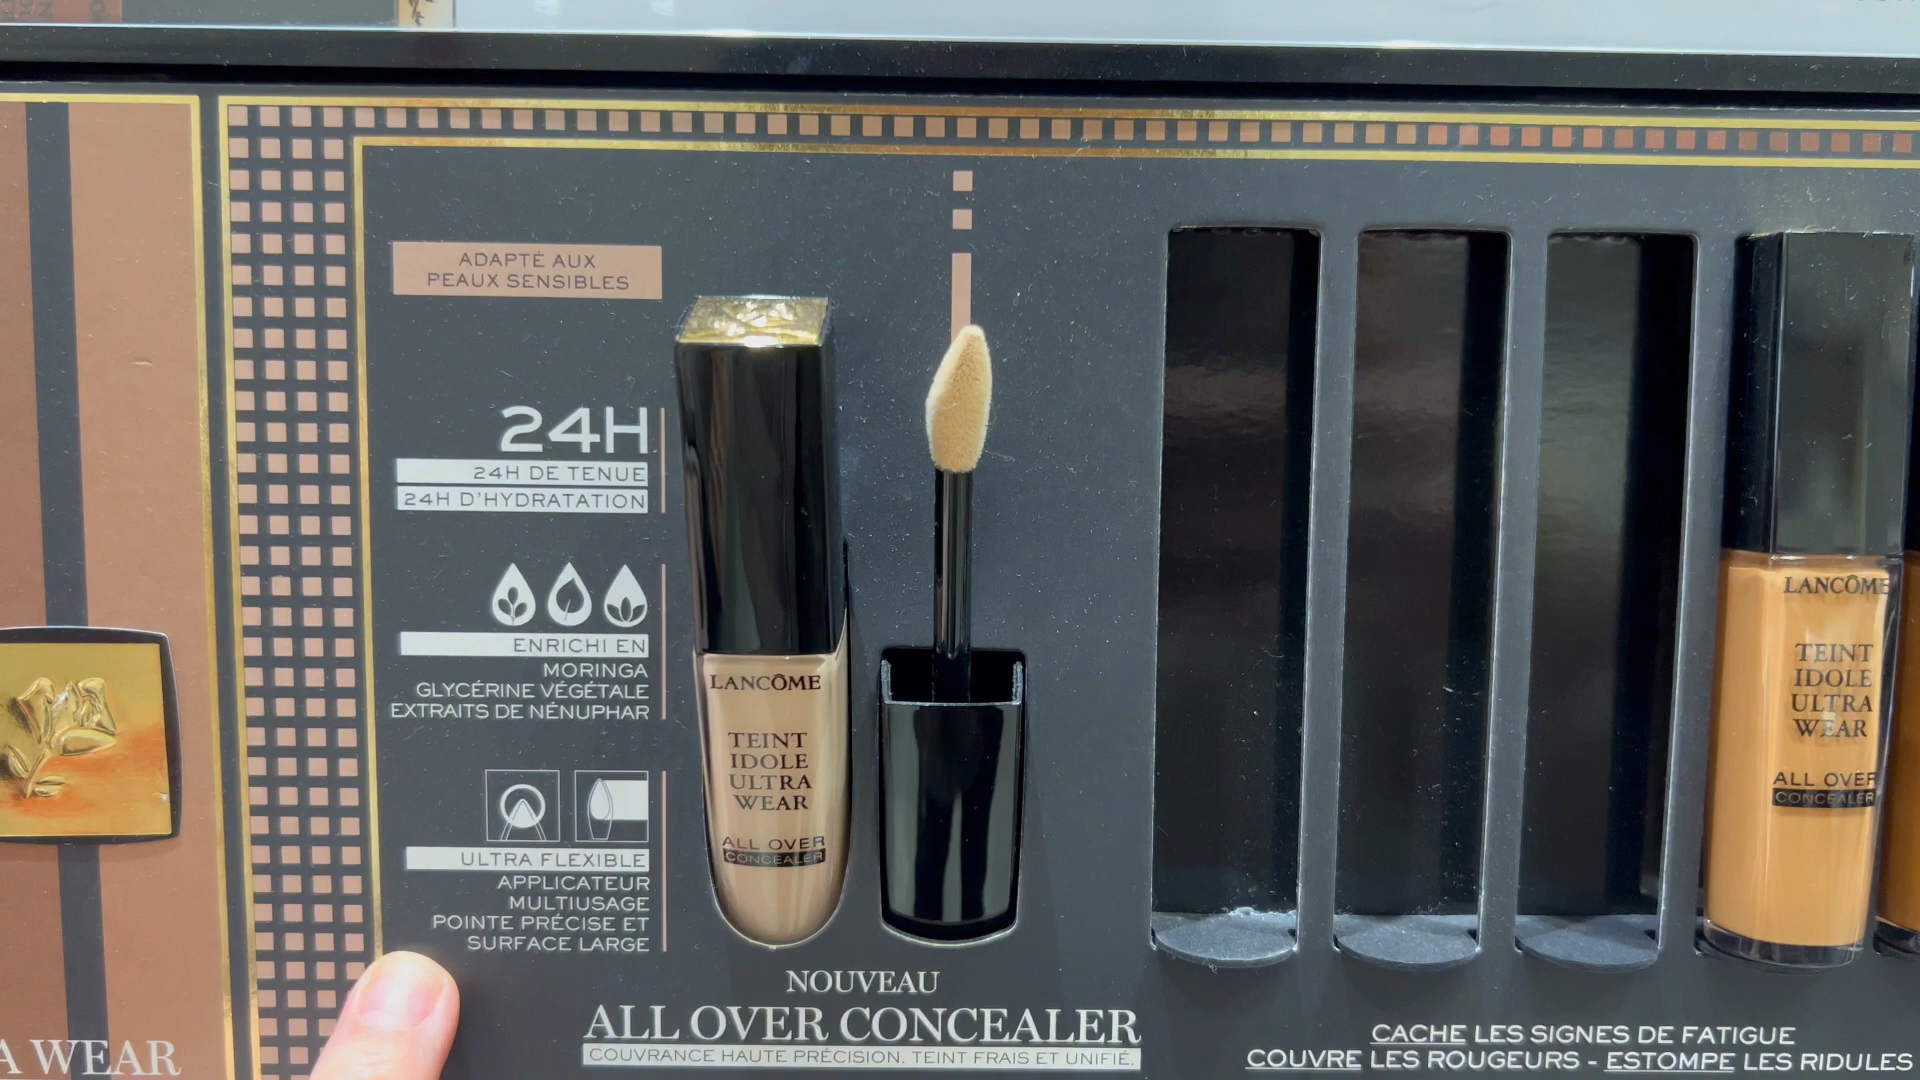 ADAPTÉ AUX
PEAUX SENSIBLES
24H
24H DE TENUE
24H D'HYDRATATION
ENRICHI EN
MORINGA
GLYCÉRINE VÉGÉTALE
EXTRAITS DE NÉNUPHAR
ULTRA FLEXIBLE
APPLICATEUR
MULTIUSAGE
POINTE PRÉCISE ET
SURFACE LARGE
LANCÔME
TEINT
IDOLE
ULTRA
WEAR
ALL OVER
CONCEALER
NOUVEAU
ALL OVER CONCEALER
COUVRANCE HAUTE PRÉCISION. TEINT FRAIS ET UNIFIÉ.
LANCÔME
TEINT
IDOLE
ULTRA
WEAR
ALL OVER
CONCEALER
CACHE LES SIGNES DE FATIGUE
COUVRE LES ROUGEURS - ESTOMPE LES RIDULES
A WEAR